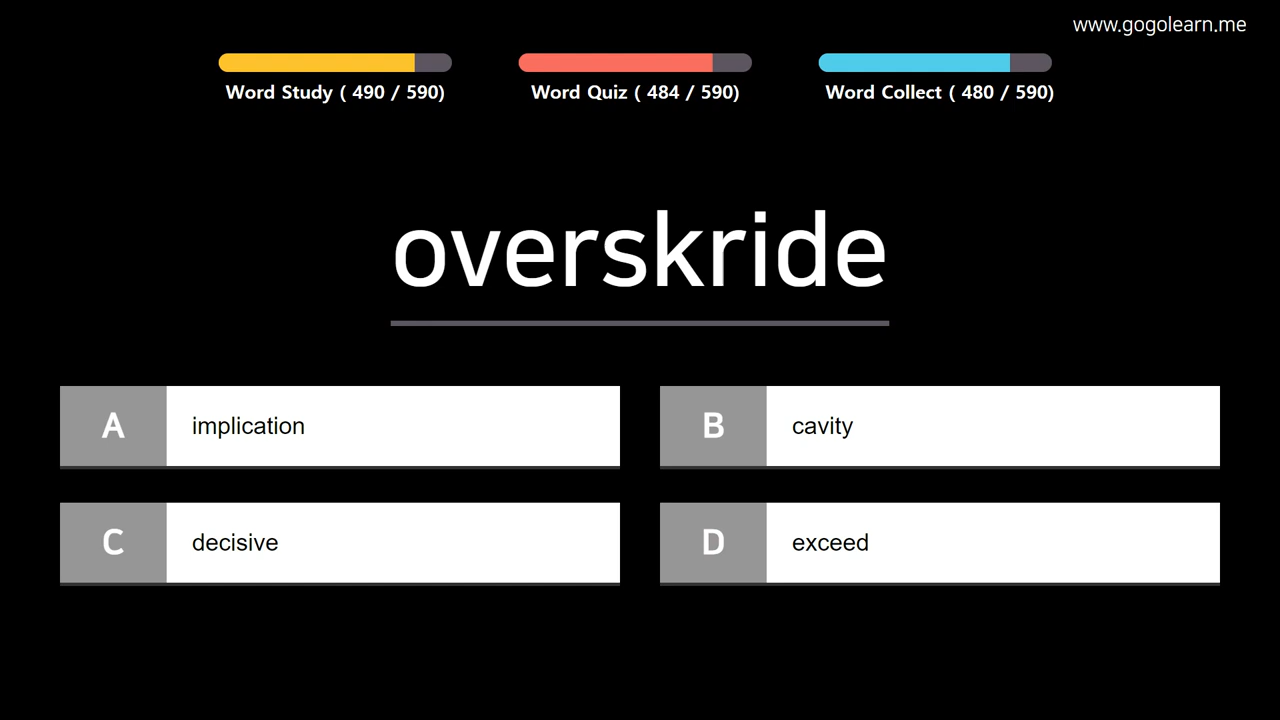 www.gogolearn.me
Word Study ( 490 / 590)
Word Quiz ( 484 / 590)
Word Collect ( 480 / 590)
overskride
A implication
B cavity
C decisive
D exceed